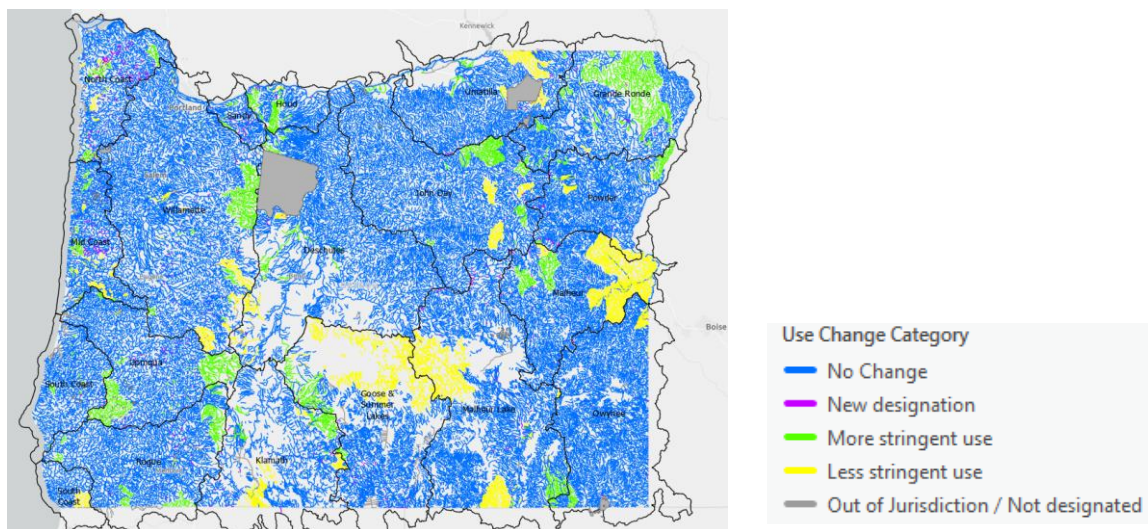 Kennewick
North Coast
Portland
Hood
Sandy
Umatilla
Grande Ronde
John Day
Powder
Willamette
Mid Coast
Deschutes
Malheur
Boise
Umpqua
South Coast
Goose &
Summer
Lakes
Malheur Lake
Owyhee
Rogue
Klamath
South
Coast
Use Change Category
No Change
New designation
More stringent use
Less stringent use
Out of Jurisdiction / Not designated